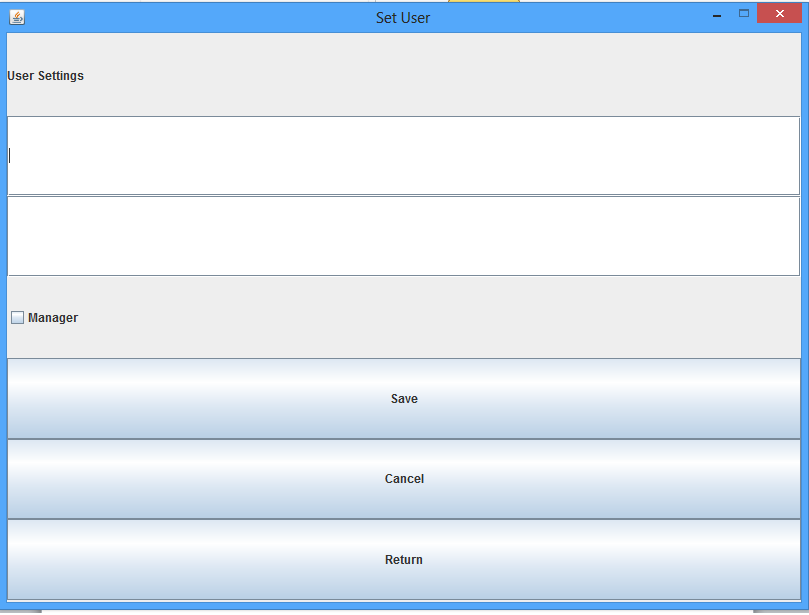 Set User
User Settings
Manager
Save
Cancel
Return